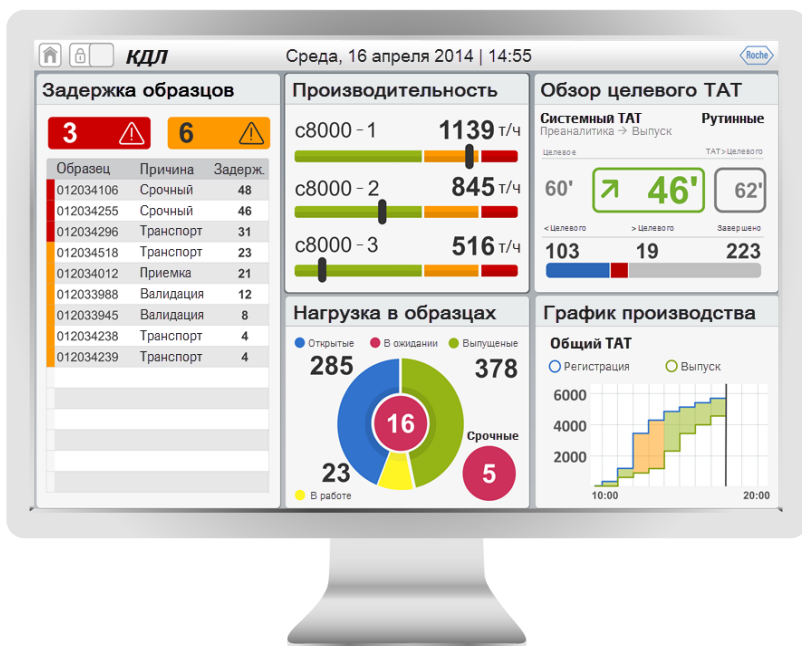 КДЛ
Среда, 16 апреля 2014 | 14:55
Roche
Задержка образцов
3
6
Образец Причина Задерж.
012034106 Срочный 48
012034255 Срочный 46
012034296 Транспорт 31
012034518 Транспорт 23
012034012 Приемка 21
012033988 Валидация 12
012033945 Валидация 8
012034238 Транспорт 4
012034239 Транспорт 4
Производительность
c8000 - 1 1139 т/ч
c8000 - 2 845 т/ч
c8000 - 3 516 т/ч
Обзор целевого ТАТ
Системный ТАТ Рутинные
Преаналитика → Выпуск
Целевое ТАТ>Целевого
60' 46' 62'
<Целевого >Целевого Завершено
103 19 223
Нагрузка в образцах
Открытые В ожидании Выпущеные
285 378
16
Срочные
5
23
В работе
График производства
Общий ТАТ
Регистрация Выпуск
6000
4000
2000
10:00 20:00